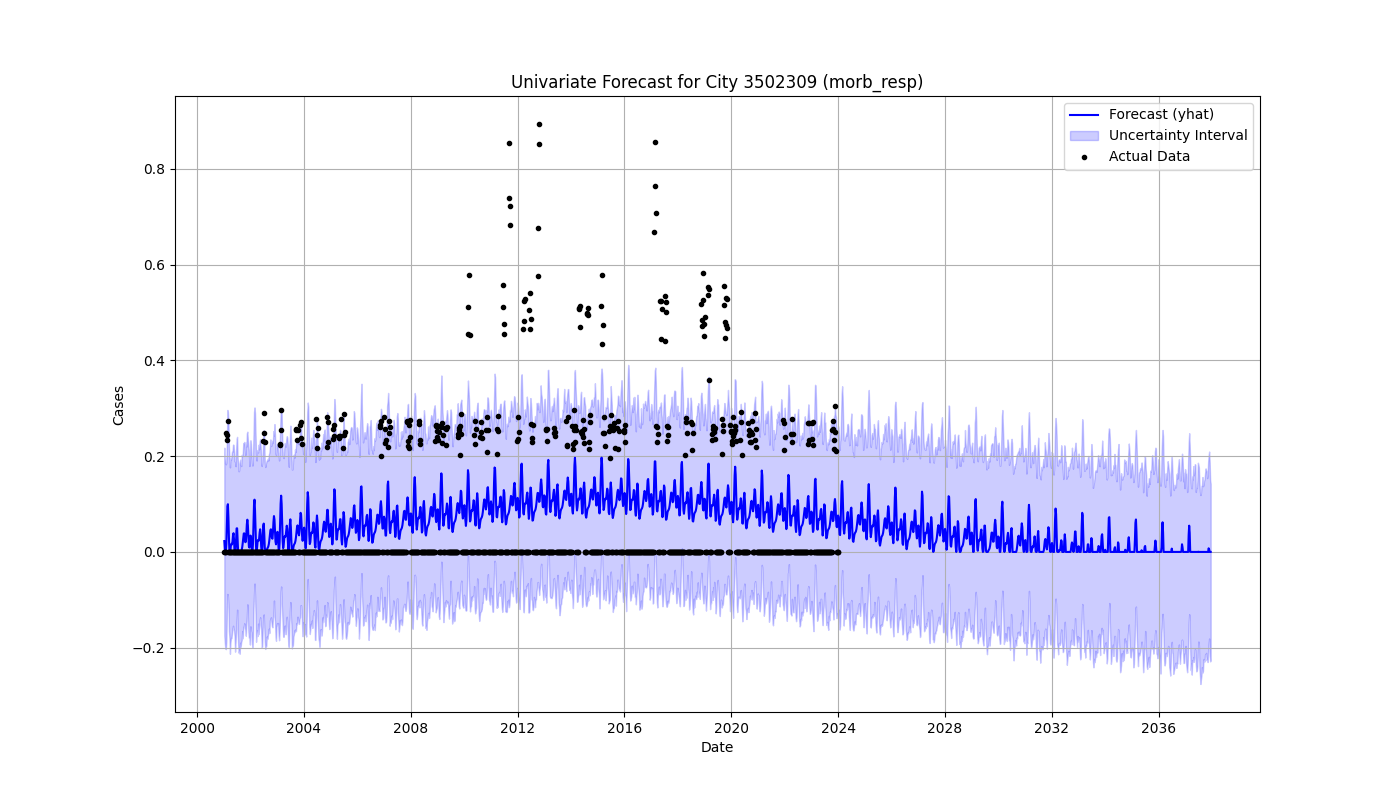 Univariate Forecast for City 3502309 (morb_resp)
Forecast (yhat)
Uncertainty Interval
Actual Data
Cases
0.8
0.6
0.4
0.2
0.0
−0.2
2000 2004 2008 2012 2016 2020 2024 2028 2032 2036
Date